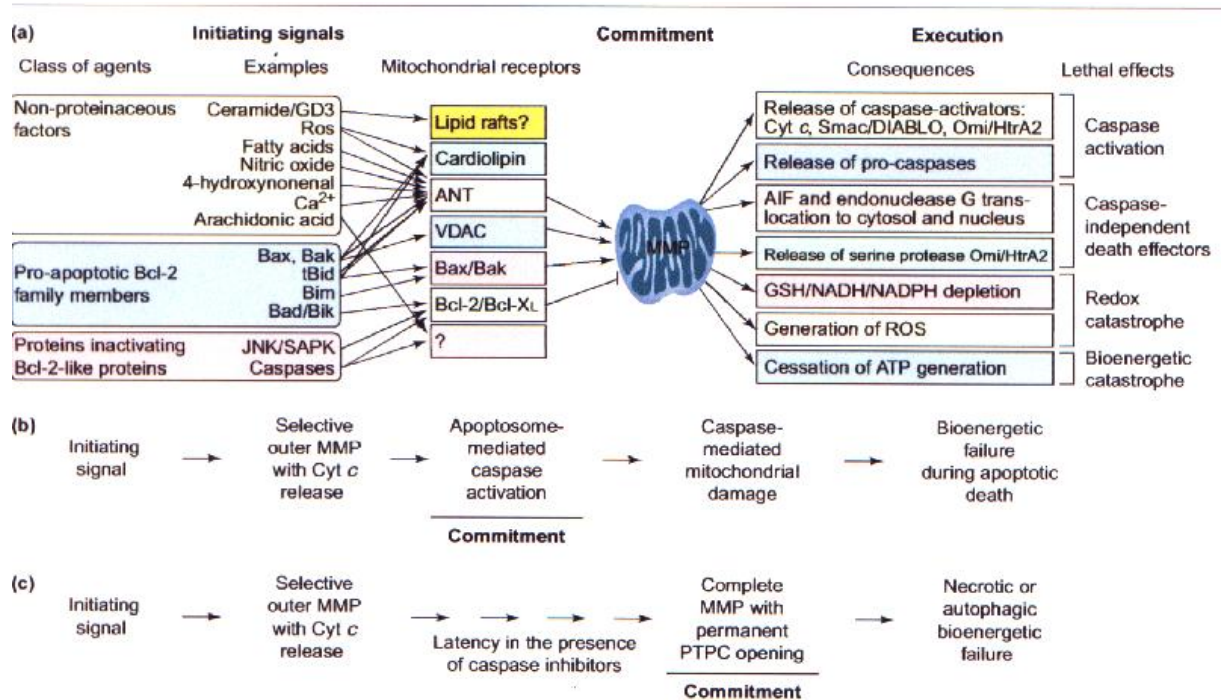 (a)
Initiating signals
Commitment
Execution
Class of agents
Examples
Mitochondrial receptors
Consequences
Lethal effects
Non-proteinaceous
factors
Ceramide/GD3
Ros
Fatty acids
Nitric oxide
4-hydroxynonenal
Ca2+
Arachidonic acid
Pro-apoptotic Bcl-2
family members
Bax, Bak
tBid
Bim
Bad/Bik
Proteins inactivating
Bcl-2-like proteins
JNK/SAPK
Caspases
Lipid rafts?
Cardiolipin
ANT
VDAC
Bax/Bak
Bcl-2/Bcl-XL
?
MMP
Release of caspase-activators:
Cyt c, Smac/DIABLO, Omi/HtrA2
Release of pro-caspases
AIF and endonuclease G trans-
location to cytosol and nucleus
Release of serine protease Omi/HtrA2
GSH/NADH/NADPH depletion
Generation of ROS
Cessation of ATP generation
Caspase
activation
Caspase-
independent
death effectors
Redox
catastrophe
Bioenergetic
catastrophe
(b)
Initiating
signal
Selective
outer MMP
with Cyt c
release
Apoptosome-
mediated
caspase
activation
Commitment
Caspase-
mediated
mitochondrial
damage
Bioenergetic
failure
during apoptotic
death
(c)
Initiating
signal
Selective
outer MMP
with Cyt c
release
Latency in the presence
of caspase inhibitors
Complete
MMP with
permanent
PTPC opening
Commitment
Necrotic or
autophagic
bioenergetic
failure